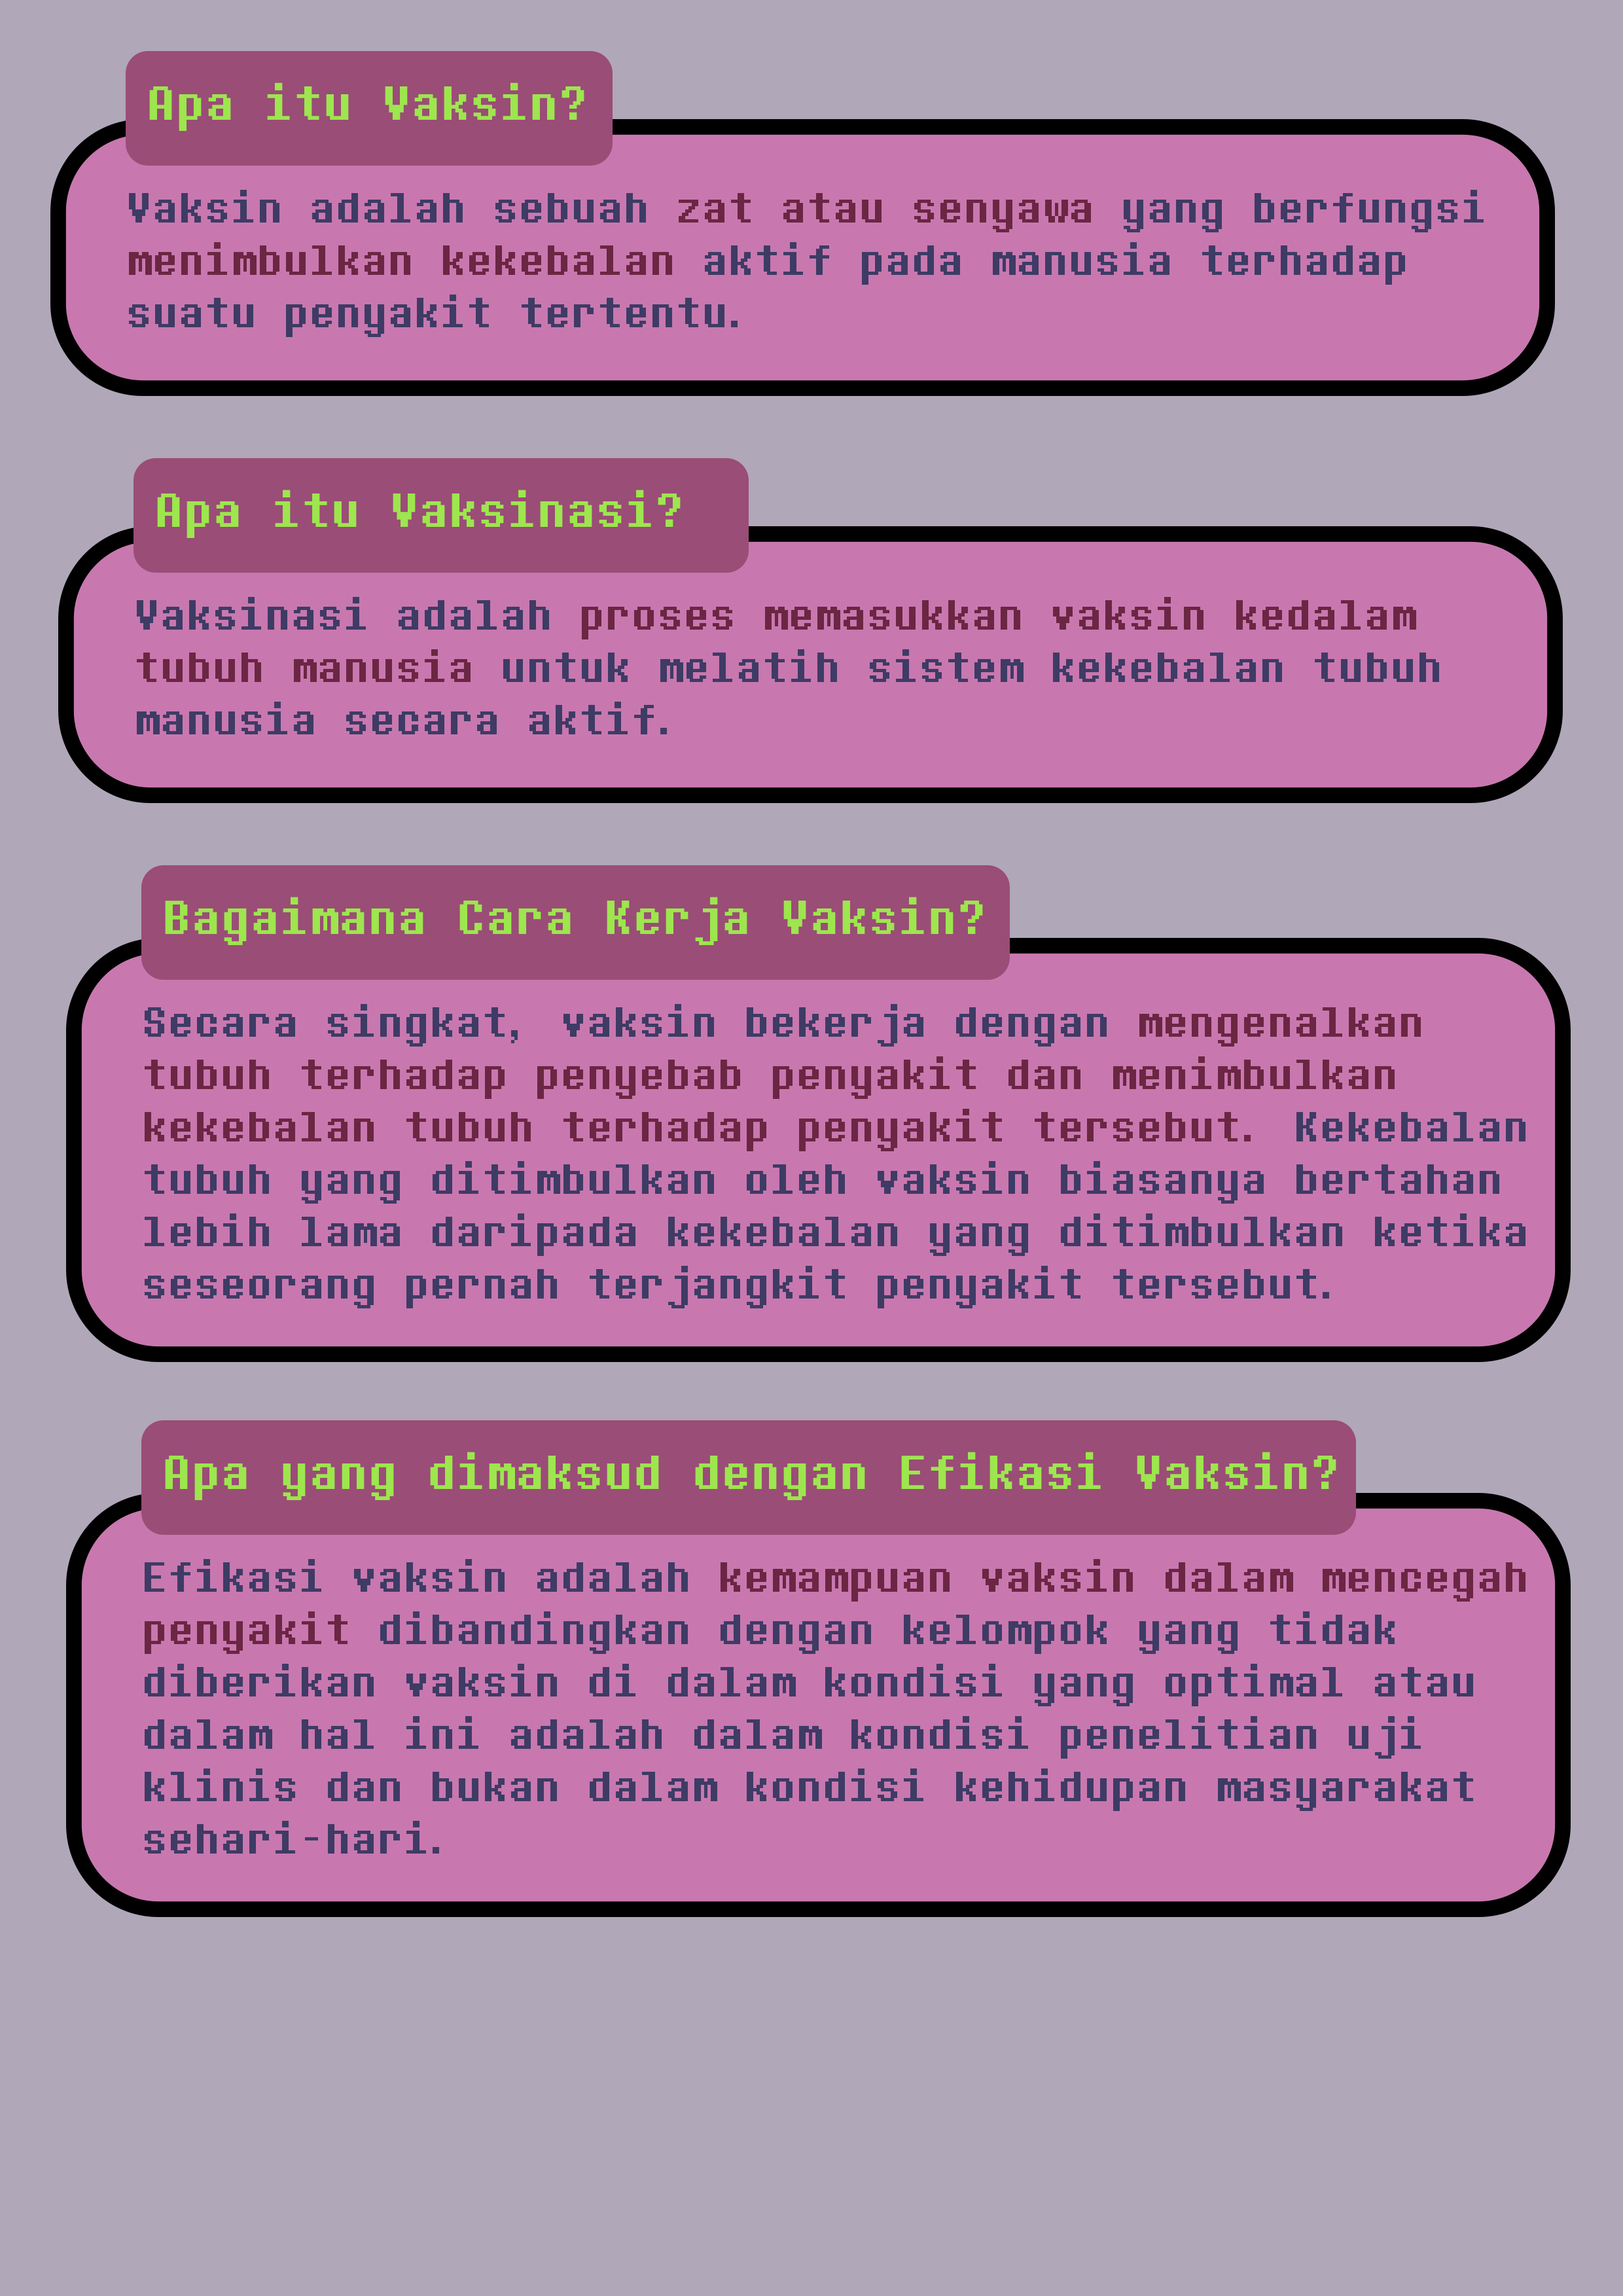 Apa itu Vaksin?
Vaksin adalah sebuah zat atau senyawa yang berfungsi
menimbulkan kekebalan aktif pada manusia terhadap
suatu penyakit tertentu.
Apa itu Vaksinasi?
Vaksinasi adalah proses memasukkan vaksin kedalam
tubuh manusia untuk melatih sistem kekebalan tubuh
manusia secara aktif.
Bagaimana Cara Kerja Vaksin?
Secara singkat, vaksin bekerja dengan mengenalkan
tubuh terhadap penyebab penyakit dan menimbulkan
kekebalan tubuh terhadap penyakit tersebut. Kekebalan
tubuh yang ditimbulkan oleh vaksin biasanya bertahan
lebih lama daripada kekebalan yang ditimbulkan ketika
seseorang pernah terjangkit penyakit tersebut.
Apa yang dimaksud dengan Efikasi Vaksin?
Efikasi vaksin adalah kemampuan vaksin dalam mencegah
penyakit dibandingkan dengan kelompok yang tidak
diberikan vaksin di dalam kondisi yang optimal atau
dalam hal ini adalah dalam kondisi penelitian uji
klinis dan bukan dalam kondisi kehidupan masyarakat
sehari-hari.